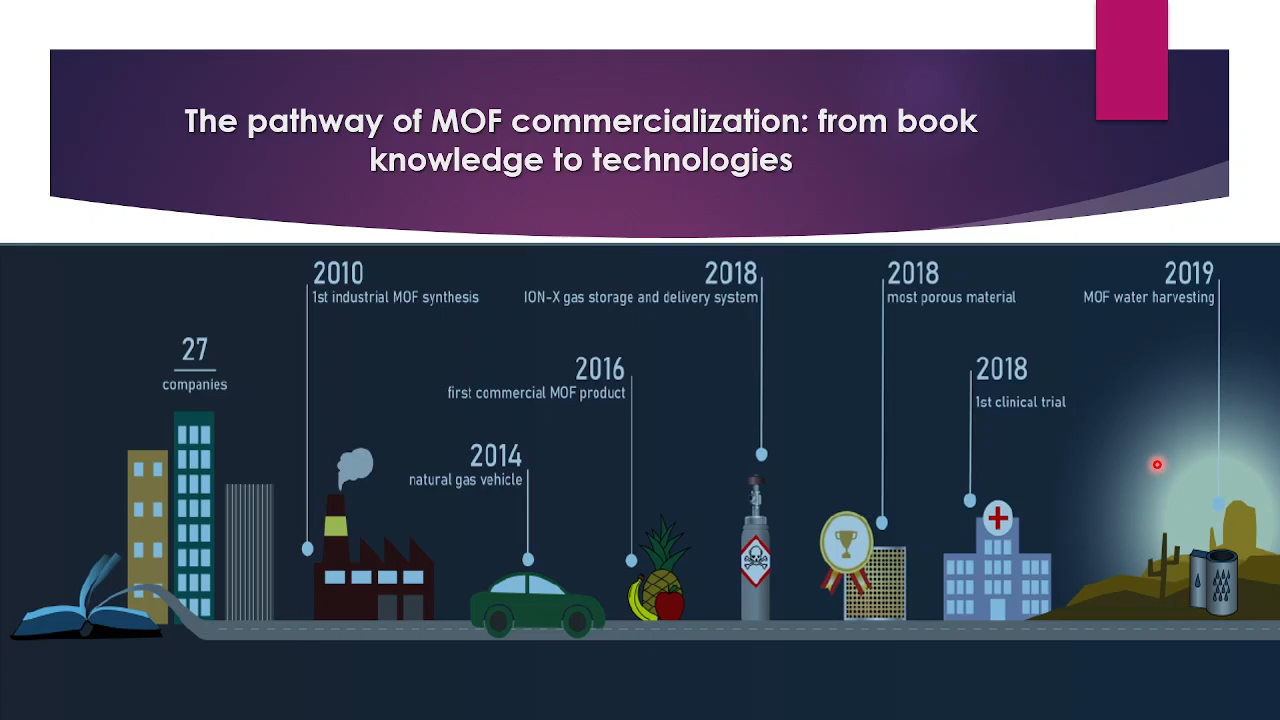 The pathway of MOF commercialization: from book
knowledge to technologies
27
companies
2010
1st industrial MOF synthesis
2014
natural gas vehicle
2016
first commercial MOF product
2018
ION-X gas storage and delivery system
2018
most porous material
2018
1st clinical trial
2019
MOF water harvesting